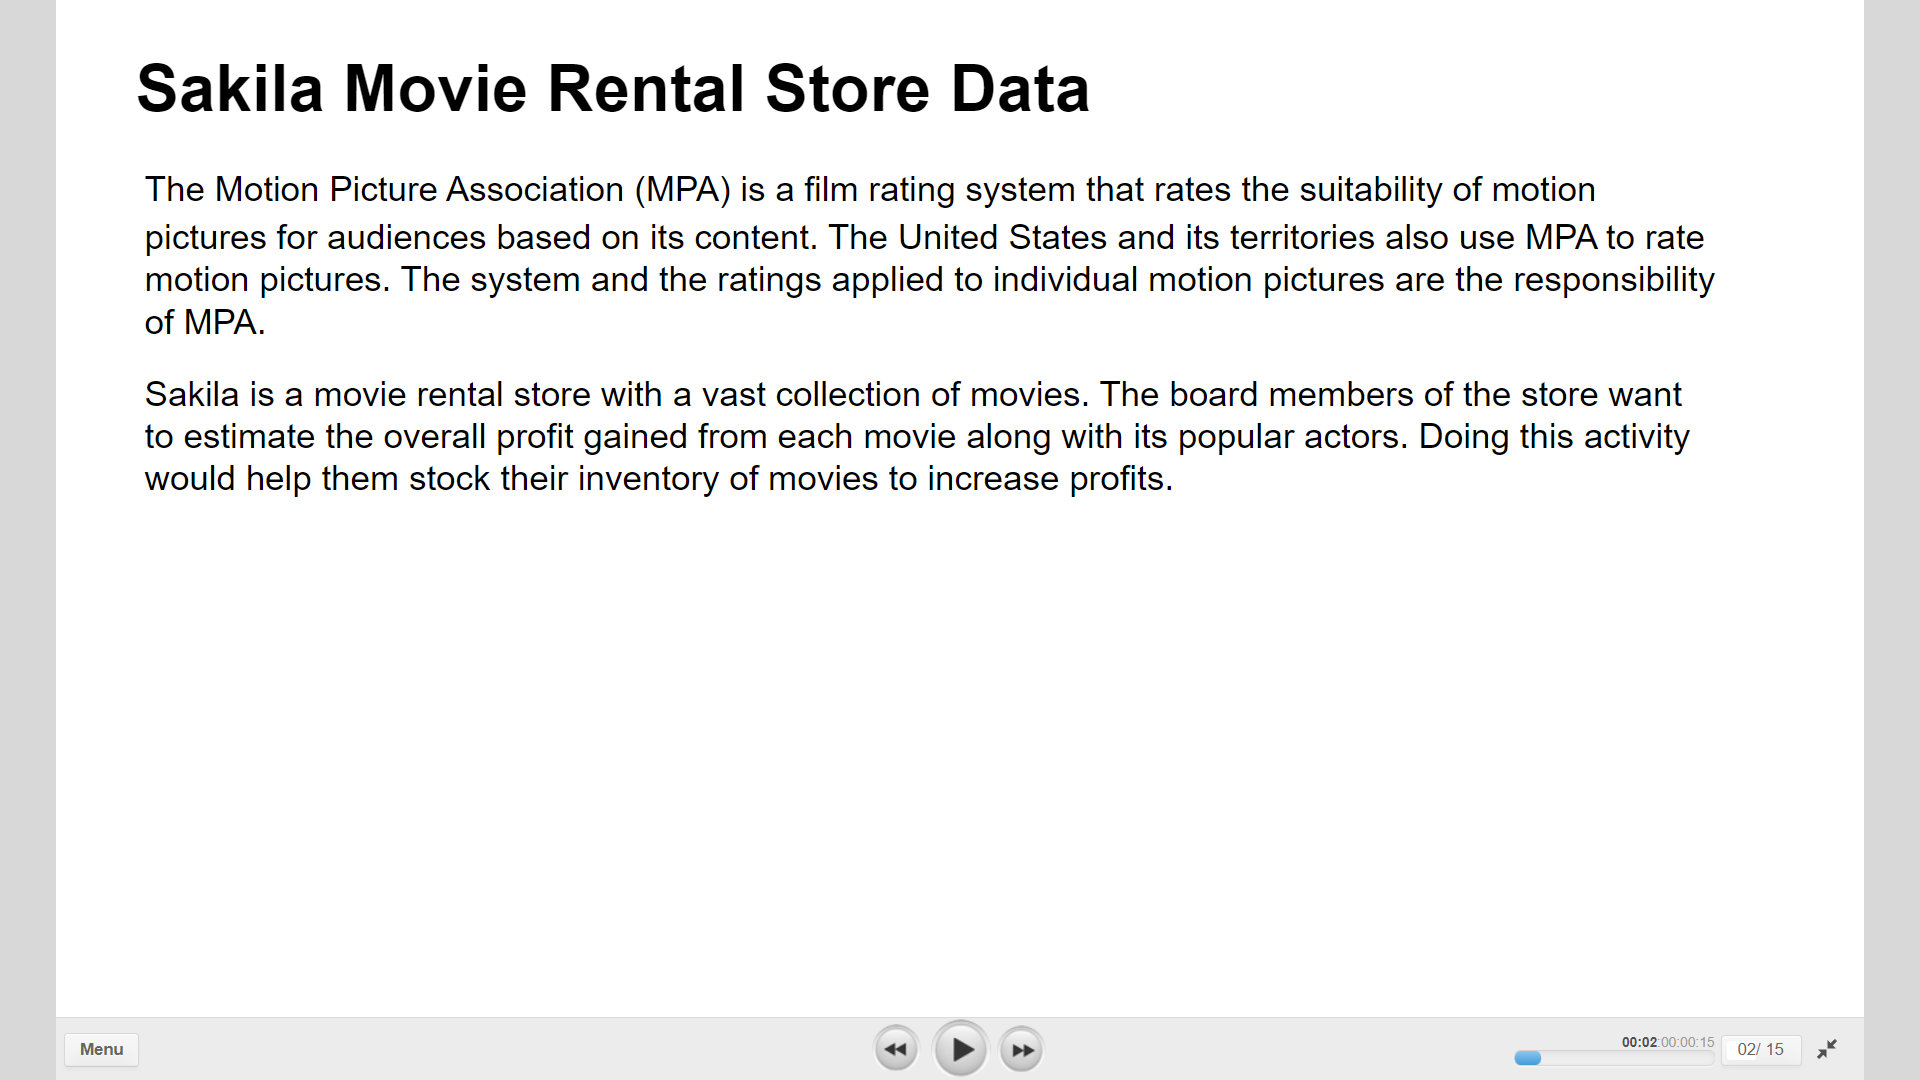 Sakila Movie Rental Store Data
The Motion Picture Association (MPA) is a film rating system that rates the suitability of motion
pictures for audiences based on its content. The United States and its territories also use MPA to rate
motion pictures. The system and the ratings applied to individual motion pictures are the responsibility
of MPA.
Sakila is a movie rental store with a vast collection of movies. The board members of the store want
to estimate the overall profit gained from each movie along with its popular actors. Doing this activity
would help them stock their inventory of movies to increase profits.
Menu
00:02:00:00:15
02/ 15